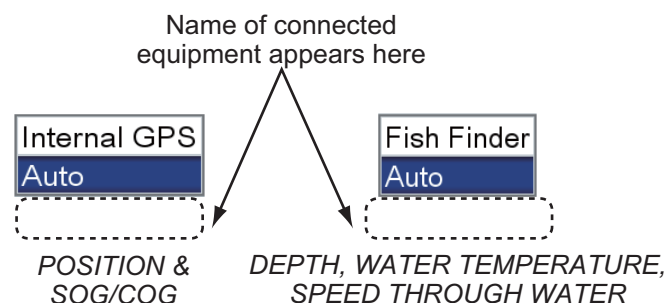 Name of connected
equipment appears here
Internal GPS
Auto
Fish Finder
Auto
POSITION &
SOG/COG
DEPTH, WATER TEMPERATURE,
SPEED THROUGH WATER